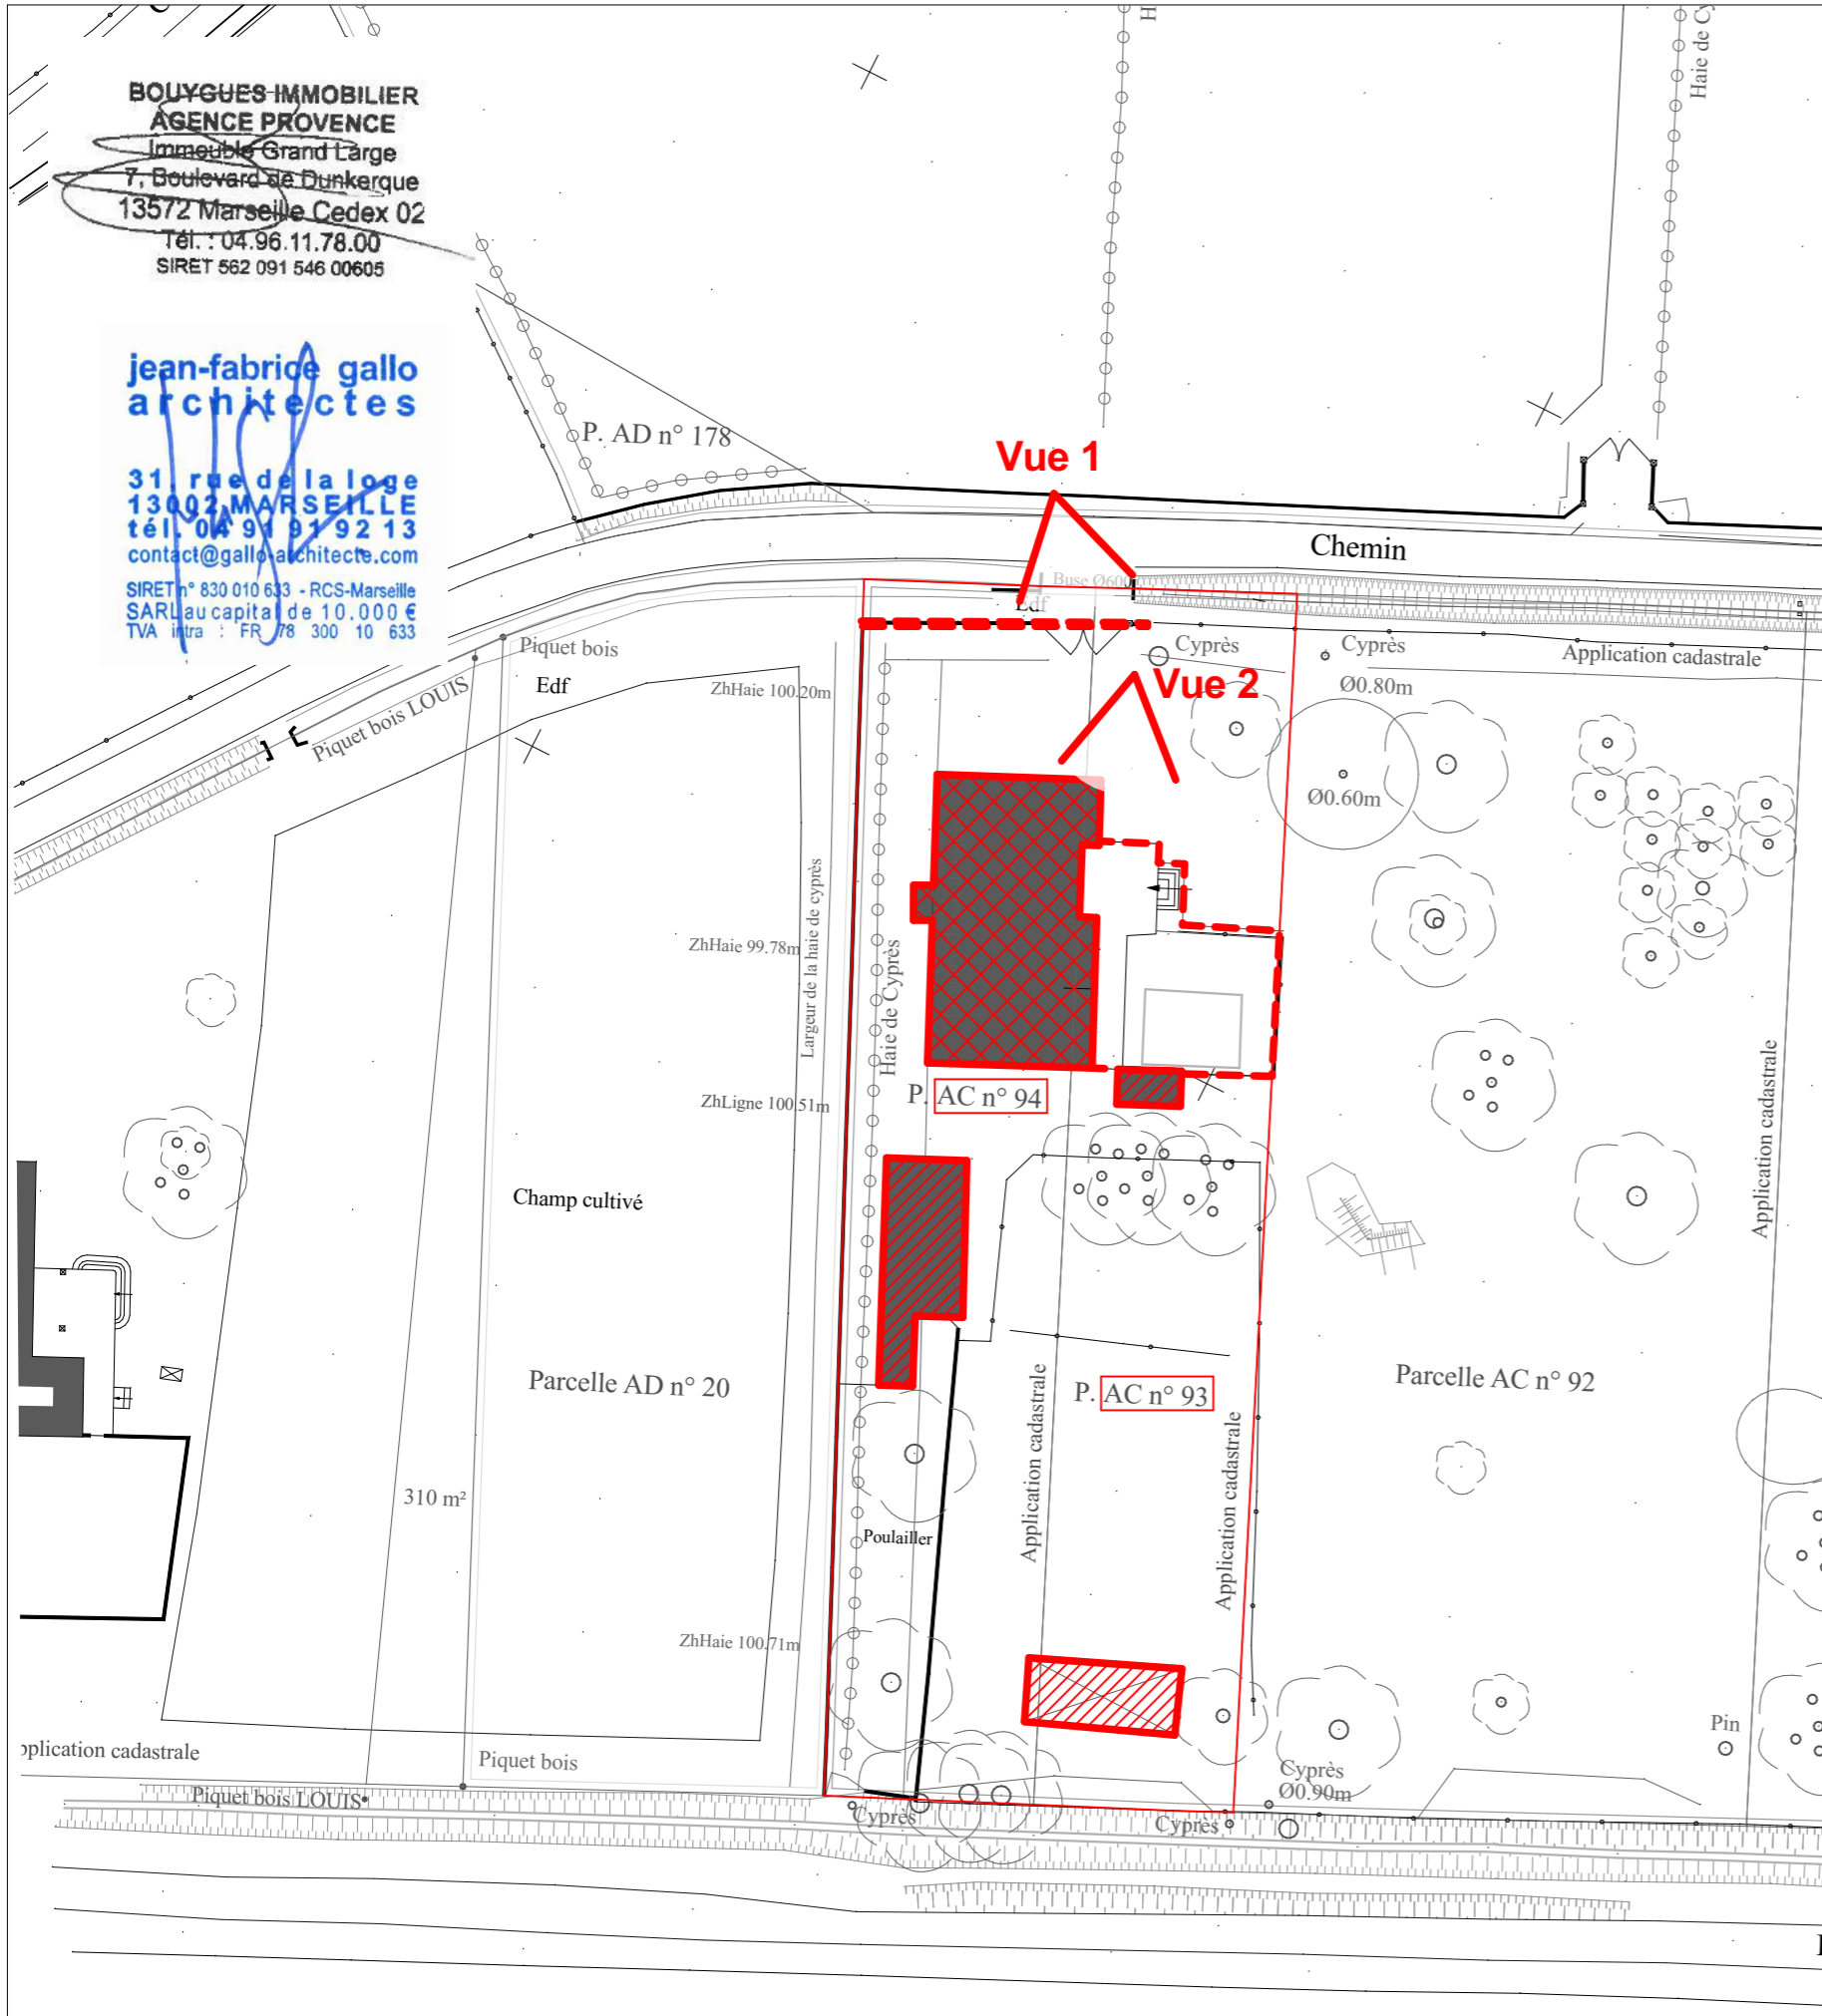 BOUYGUES IMMOBILIER
AGENCE PROVENCE
Immeuble Grand Large
7, Boulevard de Dunkerque
13572 Marseille Cedex 02
Tél. : 04.96.11.78.00
SIRET 562 091 546 00605
jean-fabrice gallo
architectes
31, rue de la loge
13002 MARSEILLE
tél. 04 91 91 92 13
contact@gallo-architecte.com
SIRET n° 830 010 633 - RCS-Marseille
SARL au capital de 10.000 €
TVA intra : FR 78 300 10 633
H
Haie de Cy
P. AD n° 178
Vue 1
Chemin
Buse Ø600
Edf
Piquet bois
Cyprès
Cyprès
Application cadastrale
Edf
Piquet bois LOUIS
ZhHaie 100.20m
Vue 2
Ø0.80m
Ø0.60m
Largeur de la haie de cyprès
ZhHaie 99.78m
Haie de Cyprès
ZhLigne 100.51m
P. AC n° 94
Application cadastrale
Champ cultivé
Parcelle AD n° 20
Application cadastrale
P. AC n° 93
Application cadastrale
Parcelle AC n° 92
310 m²
Poulailler
ZhHaie 100.71m
Pin
pplication cadastrale
Piquet bois
Cyprès
Ø0.90m
Piquet bois LOUIS
Cyprès
Cyprès